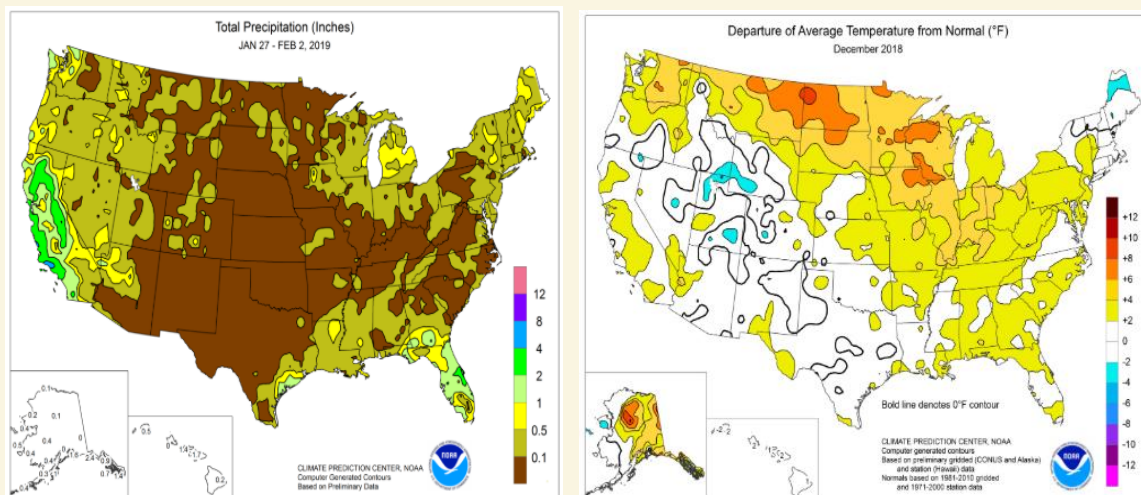 Total Precipitation (Inches)
JAN 27 - FEB 2, 2019
12
8
4
2
1
0.5
0.1
CLIMATE PREDICTION CENTER, NOAA
Computer Generated Contours
Based on Preliminary Data
NOAA
Departure of Average Temperature from Normal (°F)
December 2018
+12
+10
+8
+6
+4
+2
0
-2
-4
-6
-8
-10
-12
Bold line denotes 0°F contour
CLIMATE PREDICTION CENTER, NOAA
Computer generated contours
Based on preliminary gridded (CONUS and Alaska)
and station (Hawaii) data
Normals based on 1981-2010 gridded
and 1971-2000 station data
NOAA